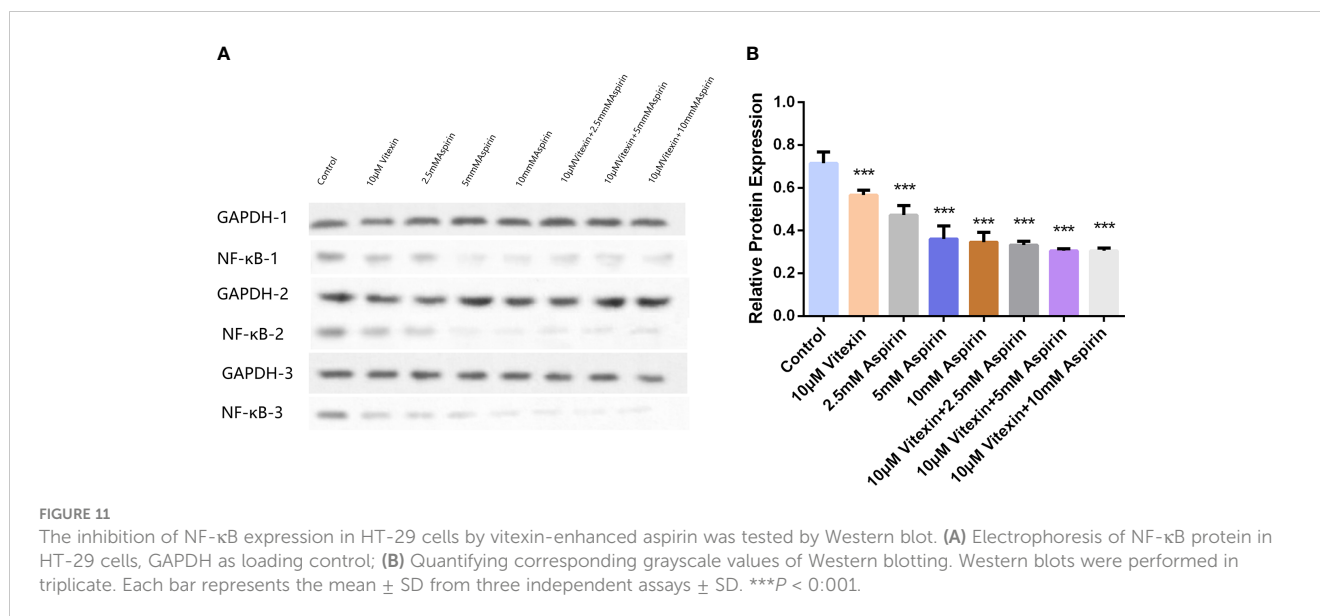 A
Control
10μM Vitexin
2.5mMAspirin
5mmMAspirin
10mmMAspirin
10μMVitexin+2.5mmMAspirin
10μMVitexin+5mmMAspirin
10μMVitexin+10mmMAspirin
GAPDH-1
NF-κB-1
GAPDH-2
NF-κB-2
GAPDH-3
NF-κB-3
B
Relative Protein Expression
1.0
0.8
0.6
0.4
0.2
0.0
***
***
***
***
***
***
***
Control
10μM Vitexin
2.5mM Aspirin
5mM Aspirin
10mM Aspirin
10μM Vitexin+2.5mM Aspirin
10μM Vitexin+5mM Aspirin
10μM Vitexin+10mM Aspirin
FIGURE 11
The inhibition of NF-κB expression in HT-29 cells by vitexin-enhanced aspirin was tested by Western blot. (A) Electrophoresis of NF-κB protein in
HT-29 cells, GAPDH as loading control; (B) Quantifying corresponding grayscale values of Western blotting. Western blots were performed in
triplicate. Each bar represents the mean ± SD from three independent assays ± SD. ***P < 0:001.